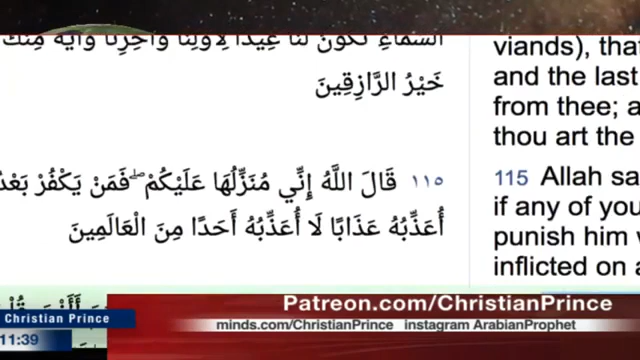 السَّمَاءِ تَكُونُ لَنَا عِيدًا لِأَوَّلِنَا وَآخِرِنَا وَآيَةً مِنْكَ
خَيْرُ الرَّازِقِينَ
١١٥ قَالَ اللَّهُ إِنِّي مُنَزِّلُهَا عَلَيْكُمْ ۖ فَمَنْ يَكْفُرْ بَعْدُ
أُعَذِّبُهُ عَذَابًا لَا أُعَذِّبُهُ أَحَدًا مِنَ الْعَالَمِينَ
viands), that
and the last
from thee; a
thou art the
115 Allah sa
if any of you
punish him w
inflicted on a
Patreon.com/ChristianPrince
Christian Prince
minds.com/ChristianPrince instagram ArabianProphet
11:39